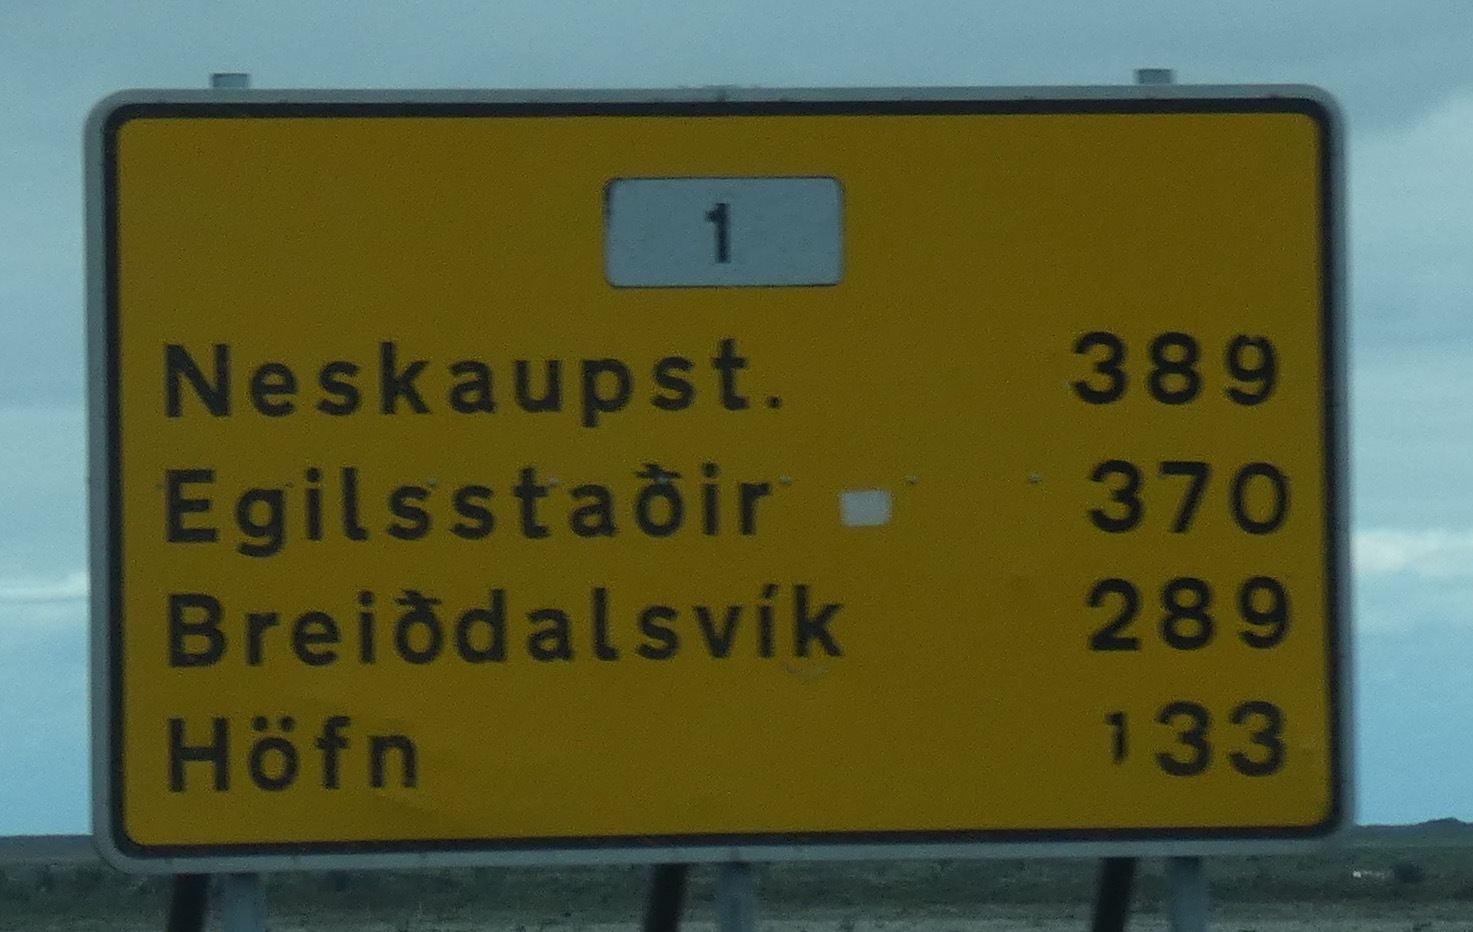 1
Neskaupst. 389
Egilsstaðir 370
Breiðdalsvík 289
Höfn 133